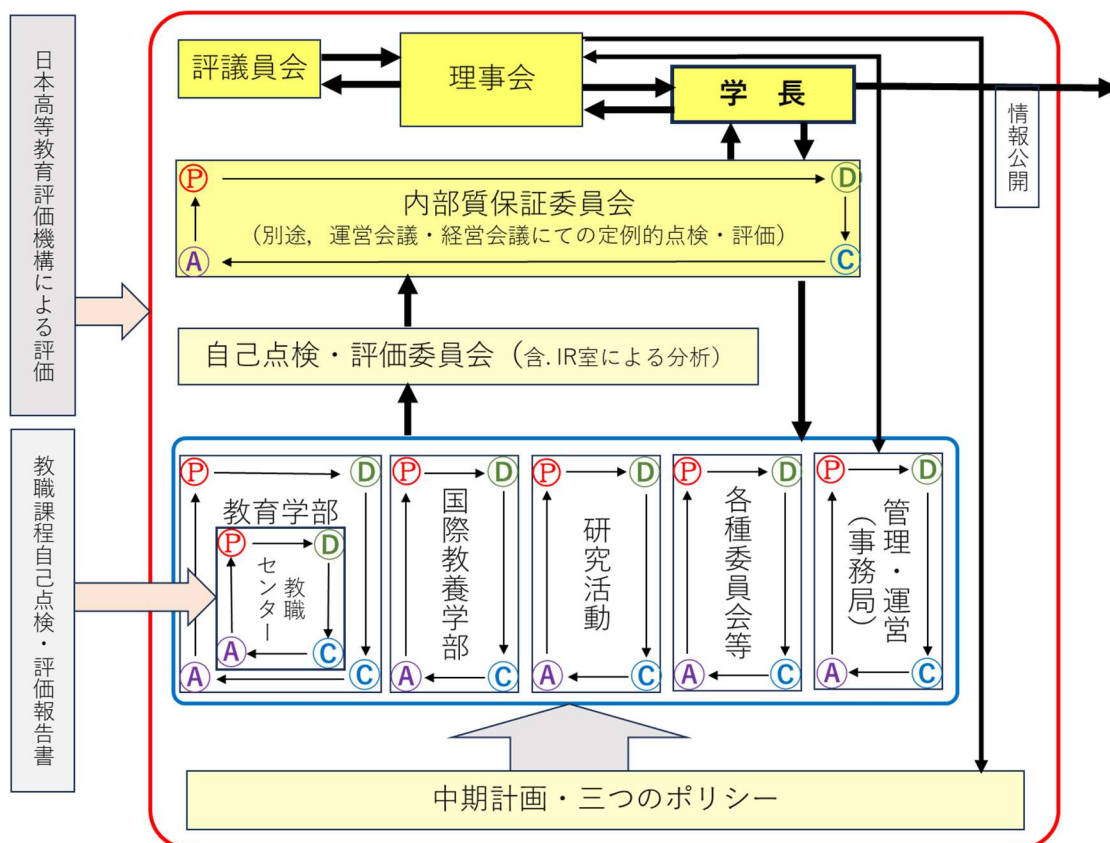 日本高等教育評価機構による評価
評議員会
理事会
学　長
情報公開
P
D
内部質保証委員会
(別途，運営会議・経営会議にての定例的点検・評価)
A
C
自己点検・評価委員会（含. IR室による分析）
教職課程自己点検・評価報告書
P
D
教育学部
P
D
教職
センター
A
C
A
C
P
D
国際教養学部
A
C
P
D
研究活動
A
C
P
D
各種委員会等
A
C
P
D
管理・運営
（事務局）
A
C
中期計画・三つのポリシー